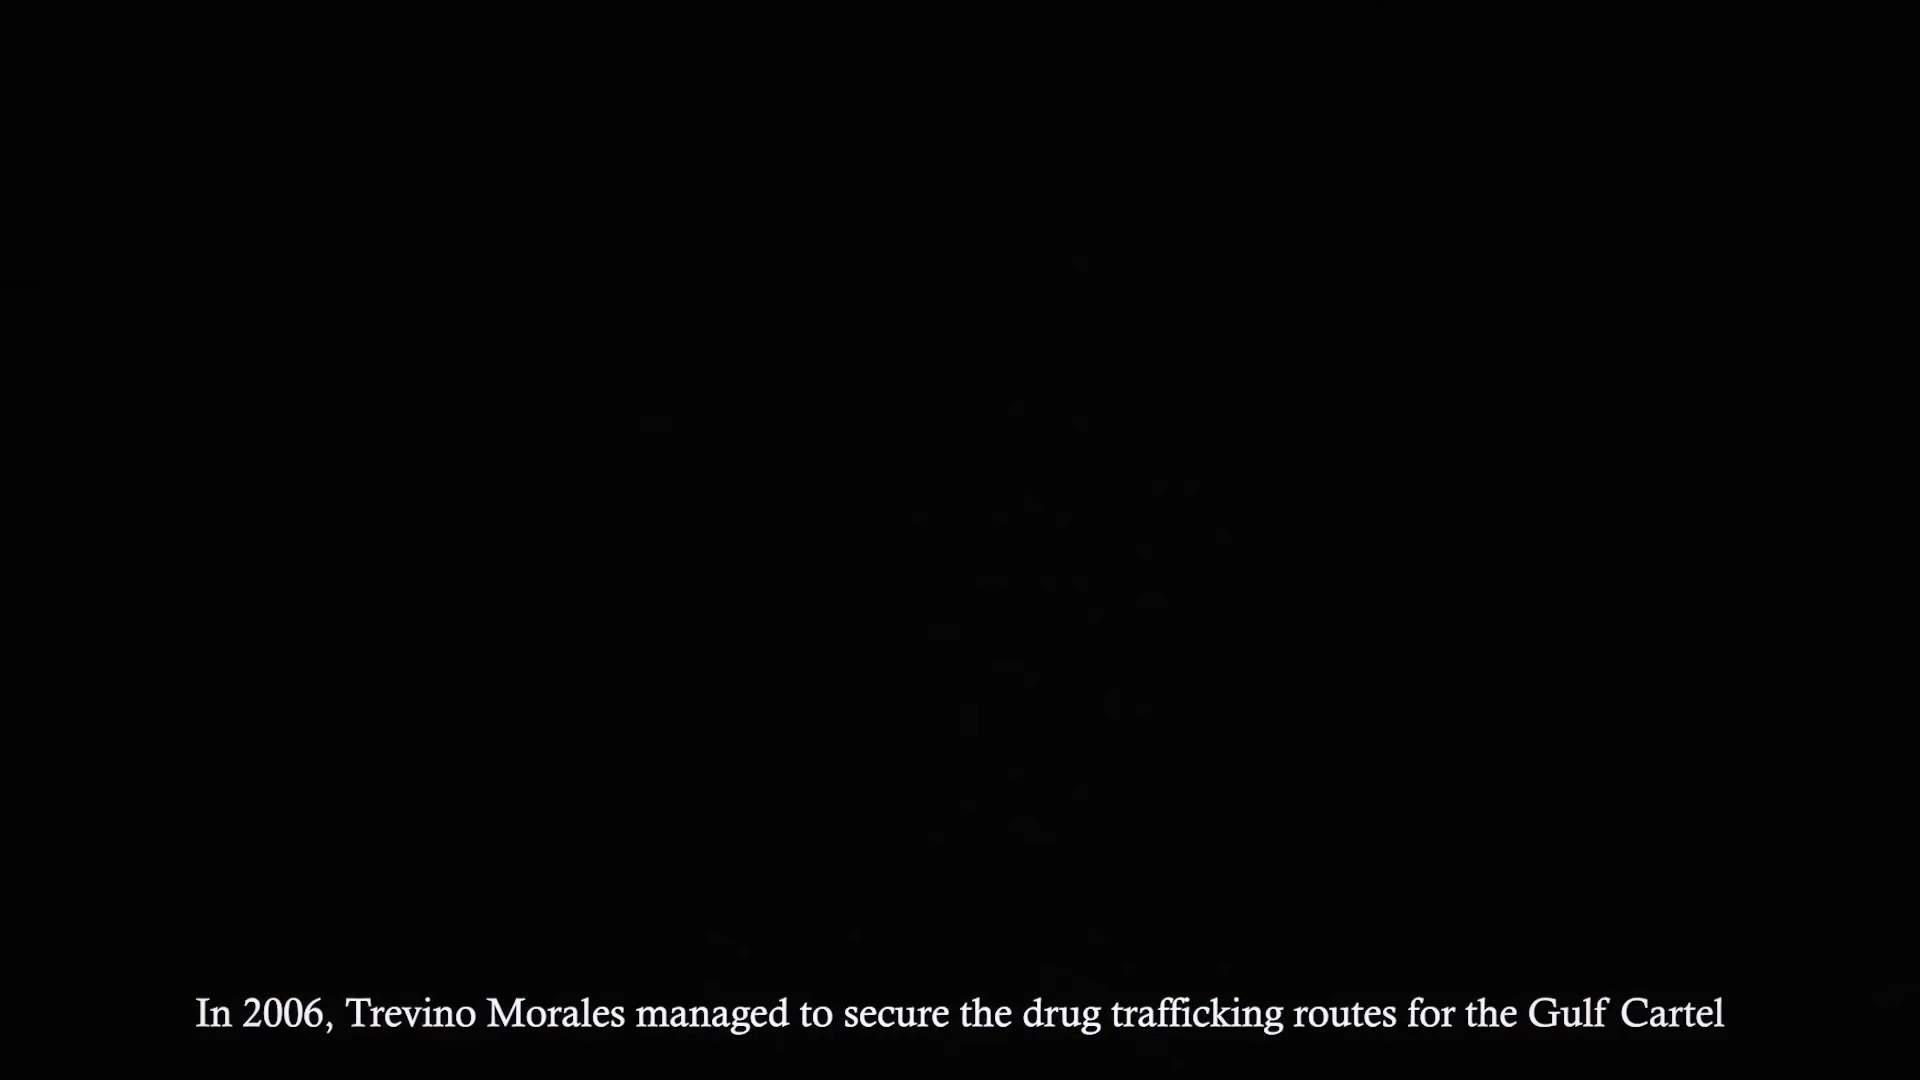 In 2006, Trevino Morales managed to secure the drug trafficking routes for the Gulf Cartel